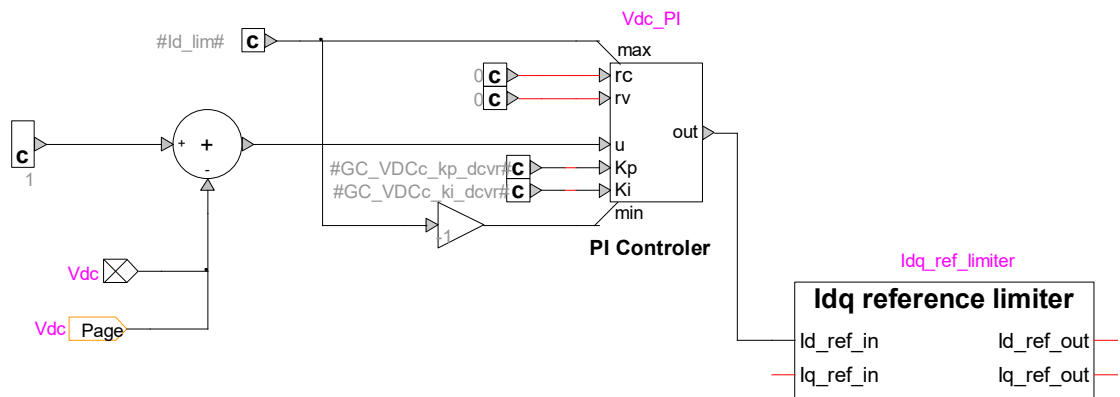 Vdc_PI
#Id_lim#
c
max
0
c
rc
0
c
rv
+
+
-
u
out
c
1
#GC_VDCc_kp_dcvr#
c
Kp
#GC_VDCc_ki_dcvr#
c
Ki
min
-1
PI Controler
Vdc
Vdc
Page
Idq_ref_limiter
Idq reference limiter
Id_ref_in
Id_ref_out
Iq_ref_in
Iq_ref_out